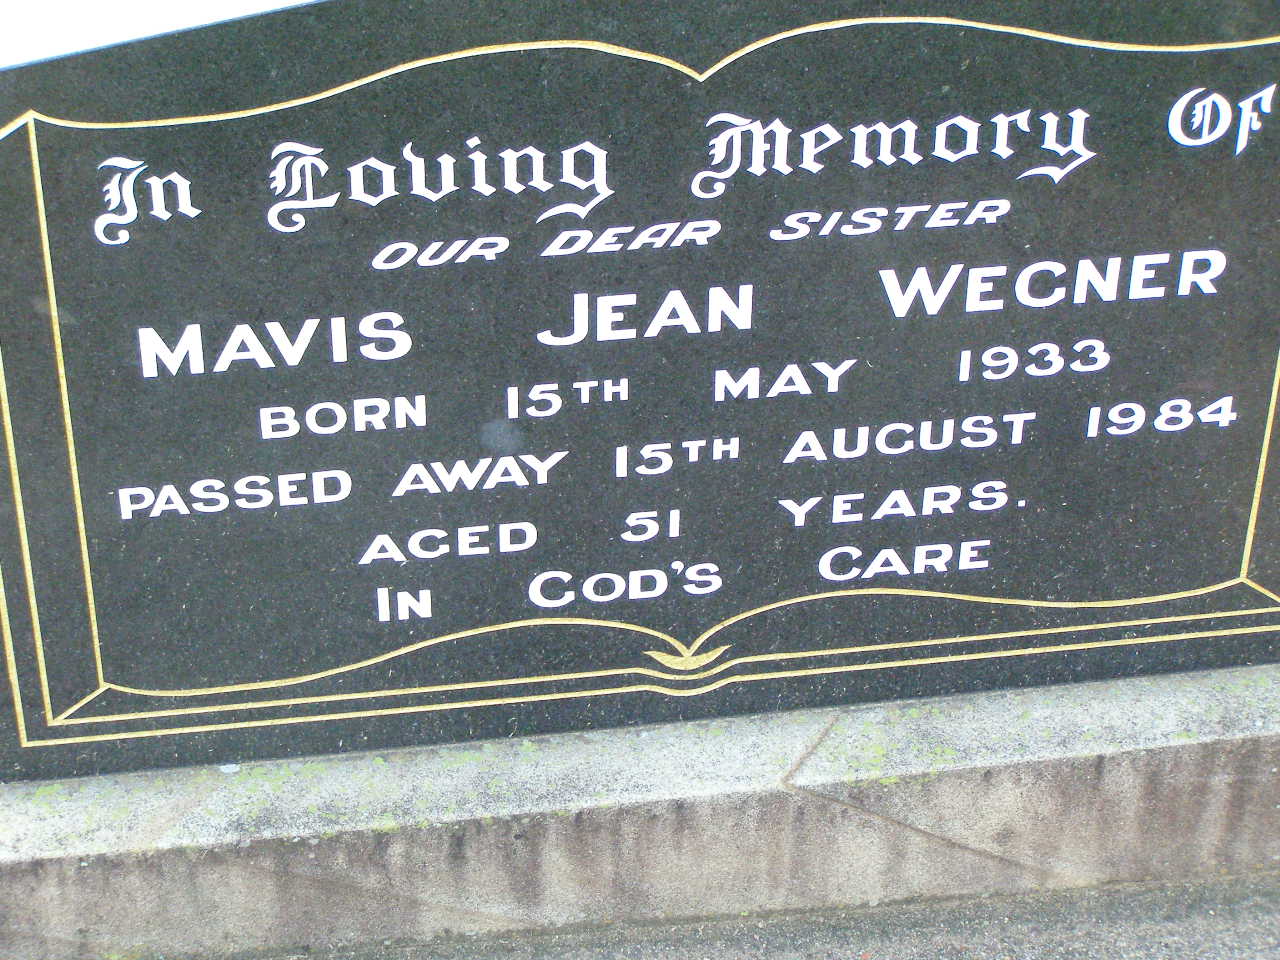 In Loving Memory Of
OUR DEAR SISTER
MAVIS JEAN WEGNER
BORN 15TH MAY 1933
PASSED AWAY 15TH AUGUST 1984
AGED 51 YEARS.
IN GOD'S CARE